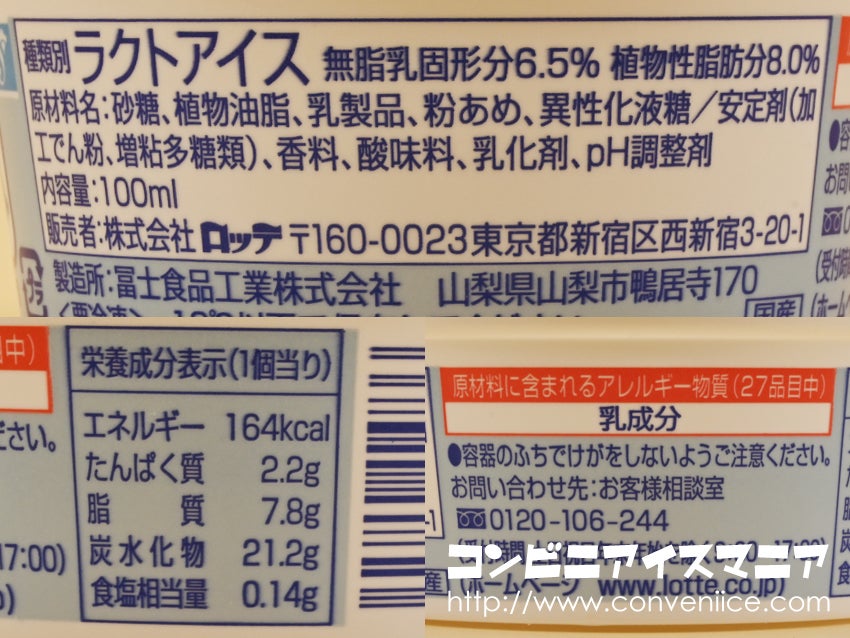 種類別 ラクトアイス 無脂乳固形分6.5% 植物性脂肪分8.0%
原材料名:砂糖、植物油脂、乳製品、粉あめ、異性化液糖/安定剤(加
工でん粉、増粘多糖類)、香料、酸味料、乳化剤、pH調整剤
内容量:100ml
販売者:株式会社 ロッテ 〒160-0023東京都新宿区西新宿3-20-1
製造所:冨士食品工業株式会社 山梨県山梨市鴨居寺170
国産
栄養成分表示(1個当り)
エネルギー 164kcal
たんぱく質 2.2g
脂質 7.8g
炭水化物 21.2g
食塩相当量 0.14g
原材料に含まれるアレルギー物質(27品目中)
乳成分
●容器のふちでけがをしないようご注意ください。
お問い合わせ先:お客様相談室
0120-106-244
(ホームページ www.lotte.co.jp)
コンビニアイスマニア
http://www.conveniice.com/